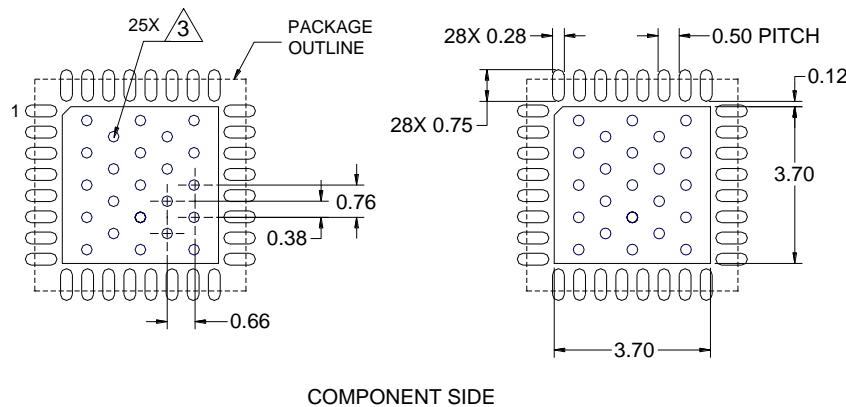 25X 3
PACKAGE
OUTLINE
1
0.76
0.38
0.66
28X 0.28
0.50 PITCH
0.12
28X 0.75
3.70
3.70
COMPONENT SIDE